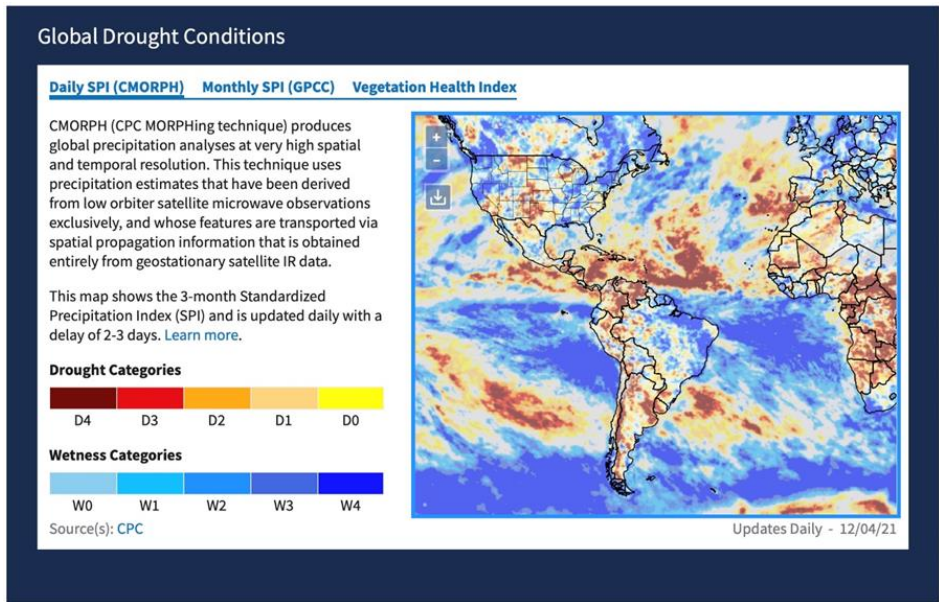 Global Drought Conditions
Daily SPI (CMORPH) Monthly SPI (GPCC) Vegetation Health Index
CMORPH (CPC MORPHing technique) produces
global precipitation analyses at very high spatial
and temporal resolution. This technique uses
precipitation estimates that have been derived
from low orbiter satellite microwave observations
exclusively, and whose features are transported via
spatial propagation information that is obtained
entirely from geostationary satellite IR data.
This map shows the 3-month Standardized
Precipitation Index (SPI) and is updated daily with a
delay of 2-3 days. Learn more.
Drought Categories
D4 D3 D2 D1 D0
Wetness Categories
W0 W1 W2 W3 W4
Source(s): CPC
+
-
Updates Daily - 12/04/21